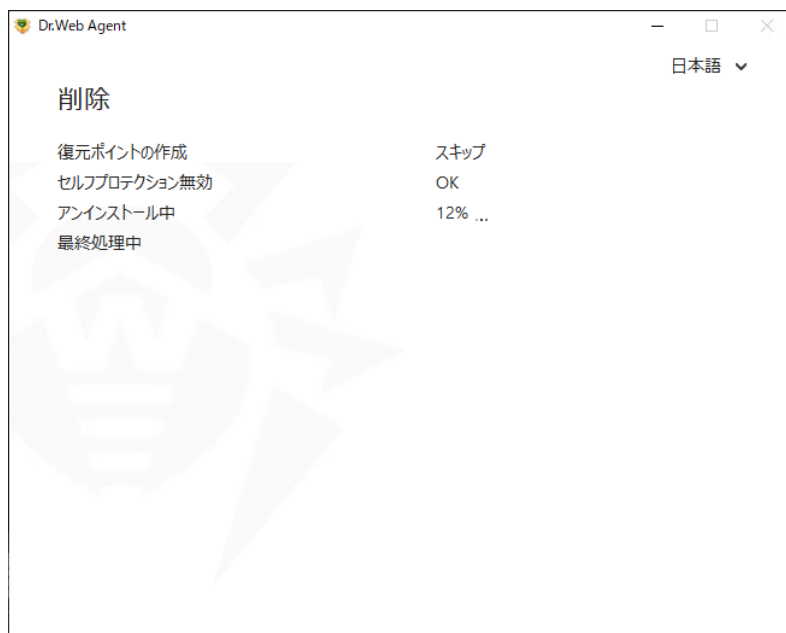 Dr.Web Agent
日本語
削除
復元ポイントの作成 スキップ
セルフプロテクション無効 OK
アンインストール中 12% ...
最終処理中